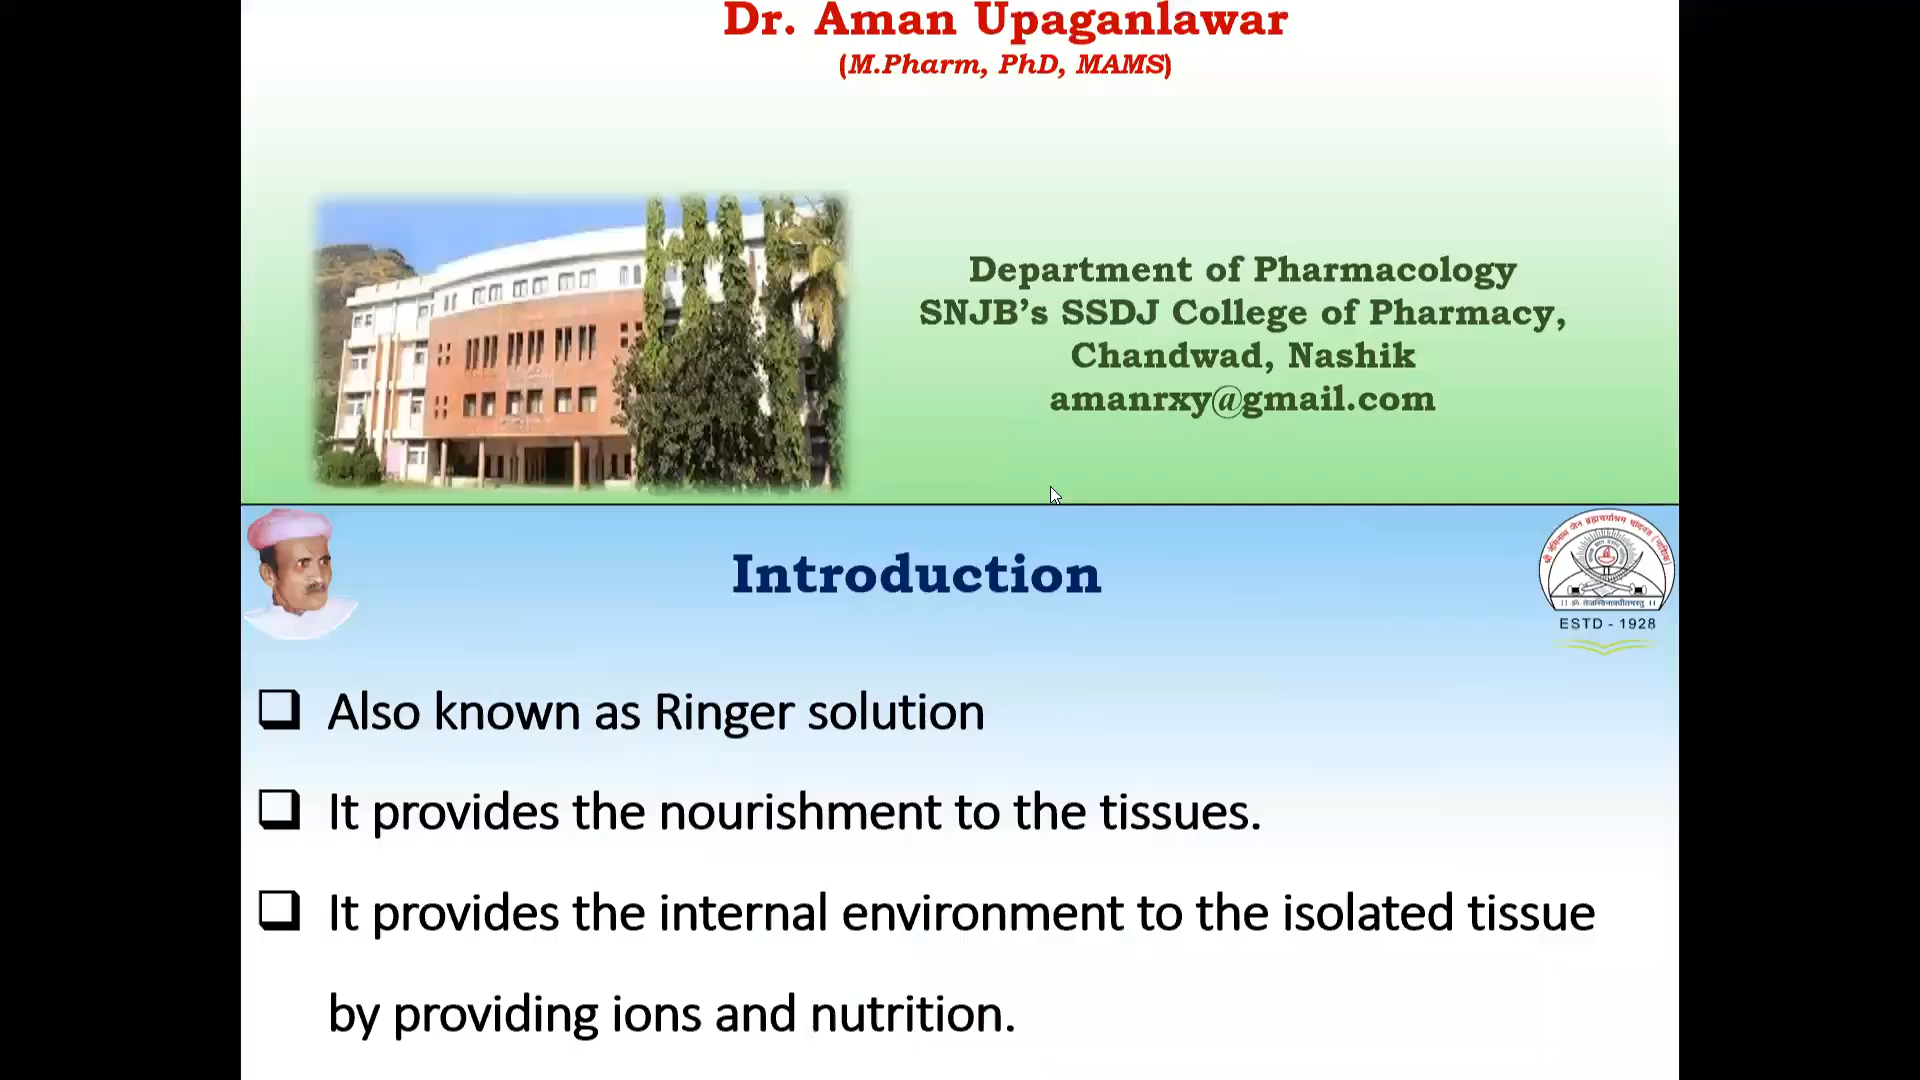 Dr. Aman Upaganlawar
(M.Pharm, PhD, MAMS)
Department of Pharmacology
SNJB’s SSDJ College of Pharmacy,
Chandwad, Nashik
amanrxy@gmail.com
Introduction
ESTD - 1928
❑ Also known as Ringer solution
❑ It provides the nourishment to the tissues.
❑ It provides the internal environment to the isolated tissue
by providing ions and nutrition.